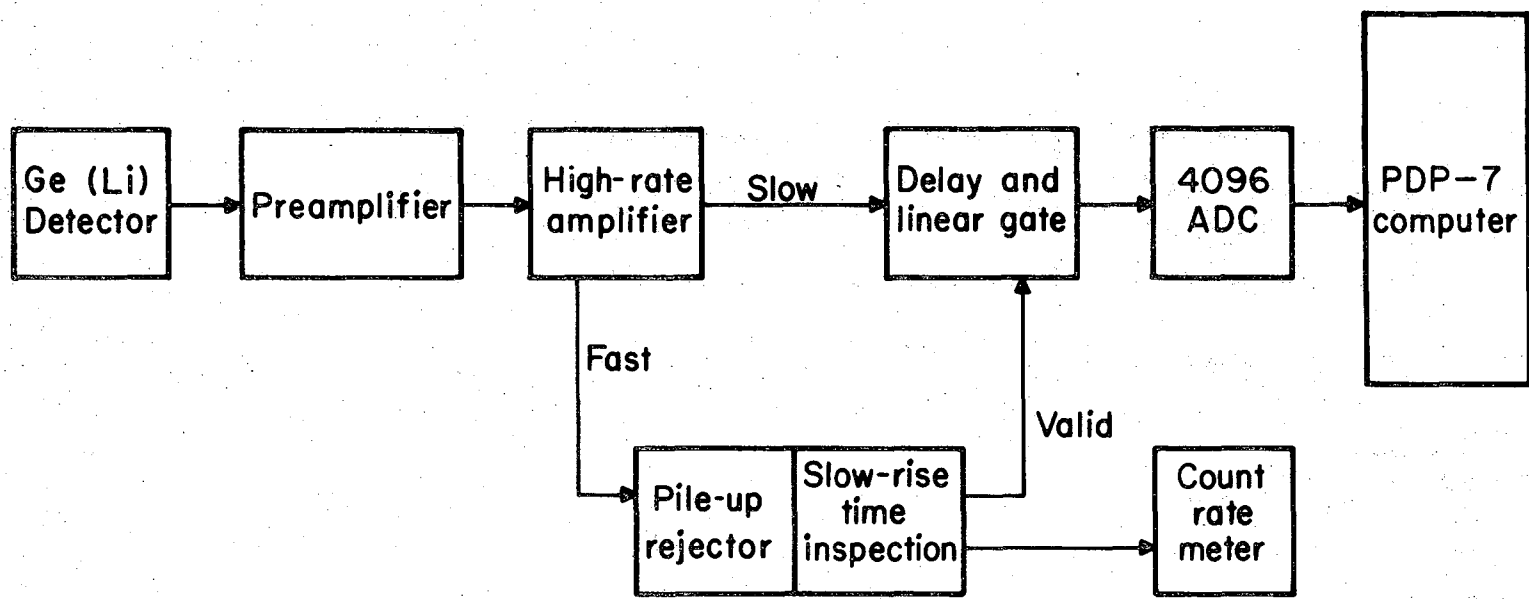 Ge (Li)
Detector
Preamplifier
High-rate
amplifier
Slow
Delay and
linear gate
4096
ADC
PDP-7
computer
Fast
Valid
Pile-up
rejector
Slow-rise
time
inspection
Count
rate
meter